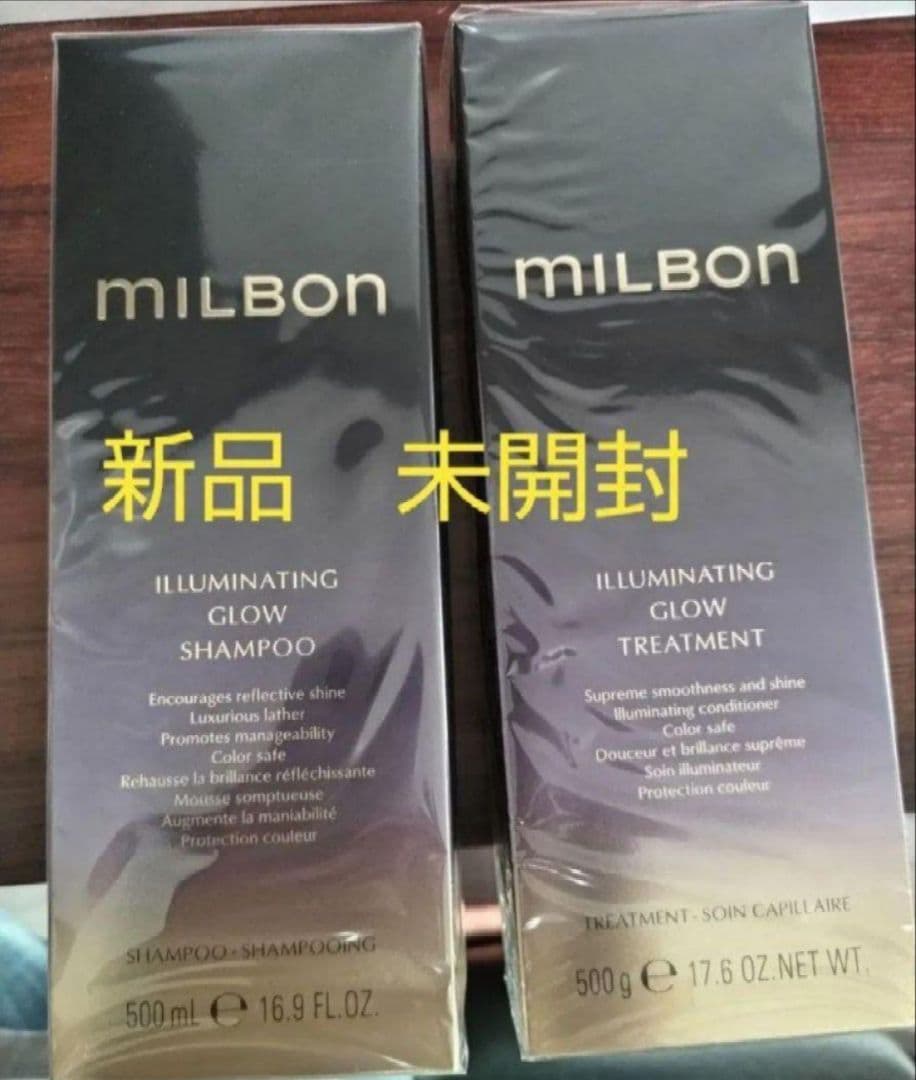 mILBOn
新品 未開封
ILLUMINATING
GLOW
SHAMPOO
Encourages reflective shine
Luxurious lather
Promotes manageability
Color safe
Rehausse la brillance réfléchissante
Mousse somptueuse
Augmente la maniabilité
Protection couleur
SHAMPOO - SHAMPOOING
500 mL e 16.9 FL.OZ.
mILBOn
ILLUMINATING
GLOW
TREATMENT
Supreme smoothness and shine
Illuminating conditioner
Color safe
Douceur et brillance suprême
Soin illuminateur
Protection couleur
TREATMENT - SOIN CAPILLAIRE
500 g e 17.6 OZ.NET WT.